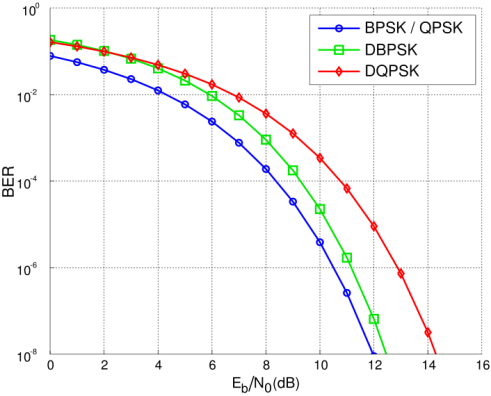 10^0
BPSK / QPSK
DBPSK
DQPSK
10^-2
BER
10^-4
10^-6
10^-8
0 2 4 6 8 10 12 14 16
E_b/N_0(dB)